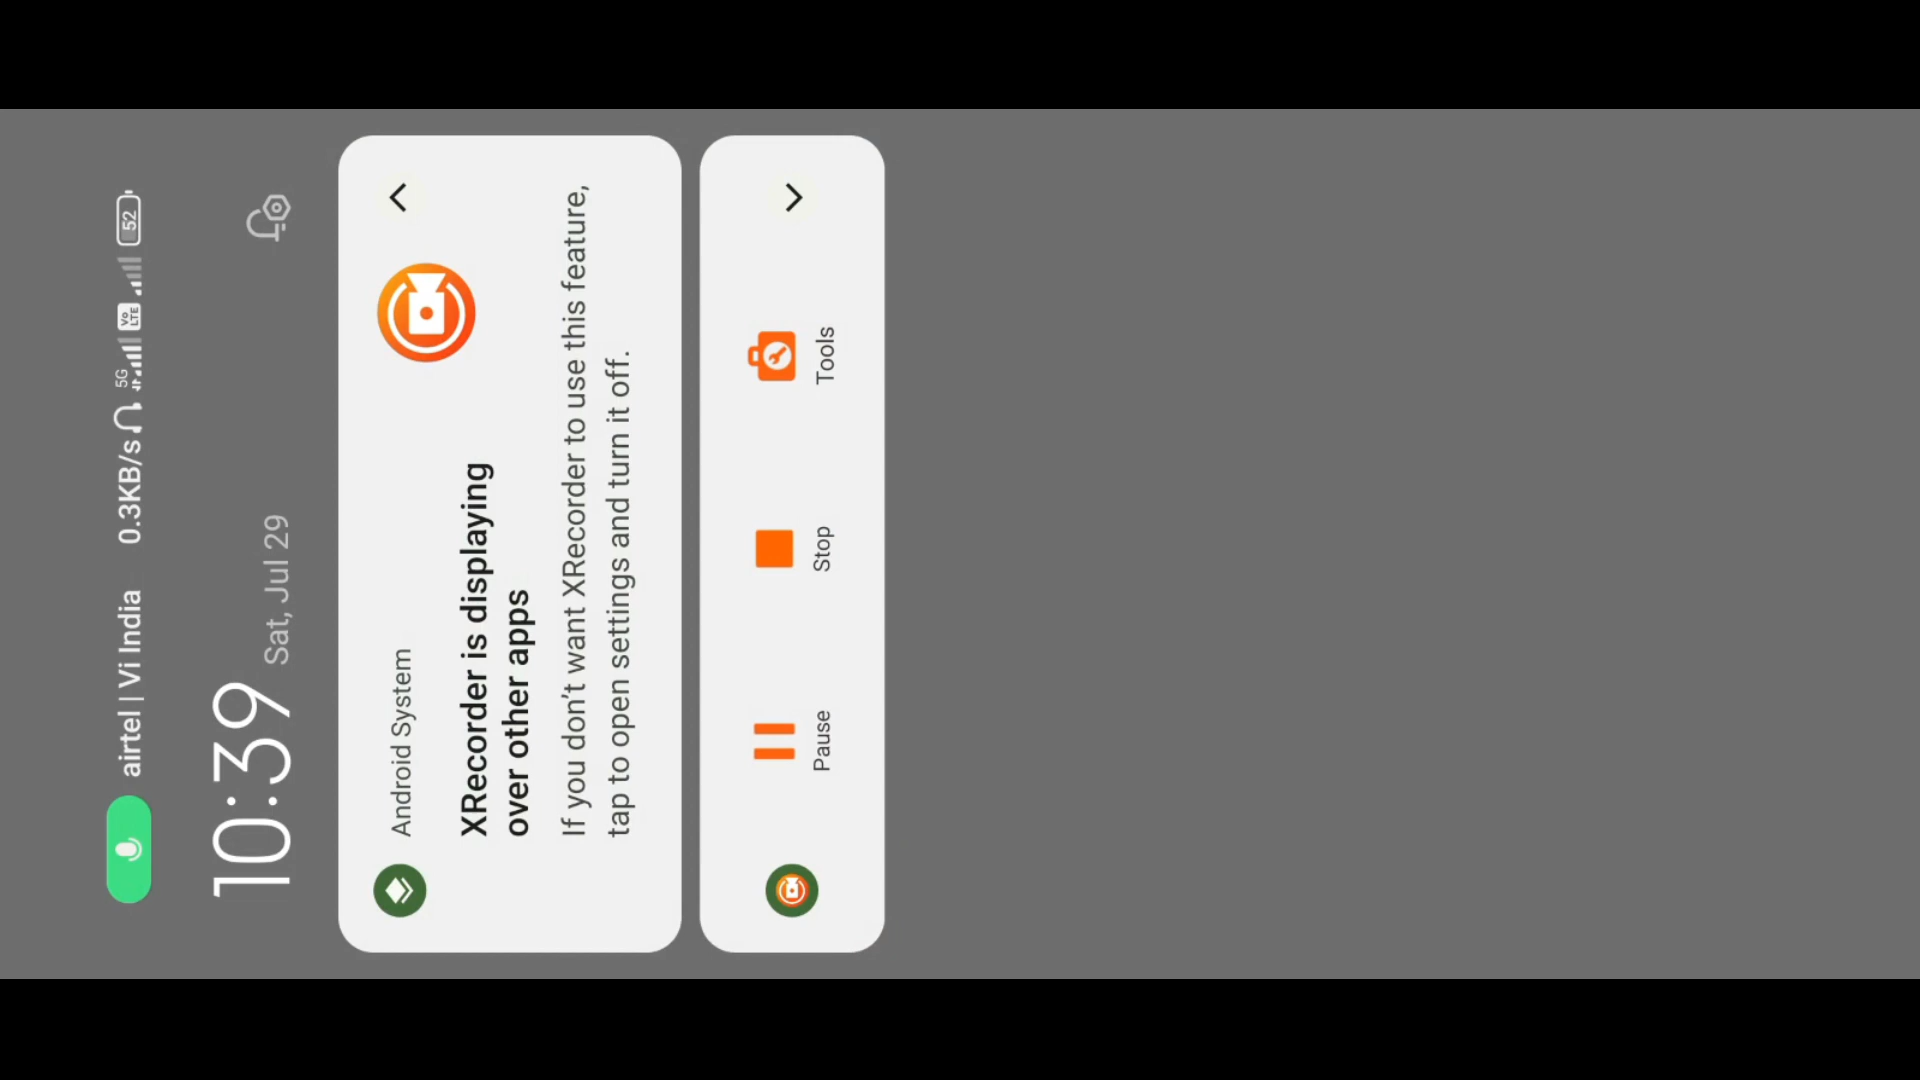 airtel | Vi India 0.3KB/s 5G Vo LTE 52
10:39 Sat, Jul 29
Android System
XRecorder is displaying
over other apps
If you don't want XRecorder to use this feature,
tap to open settings and turn it off.
Pause Stop Tools